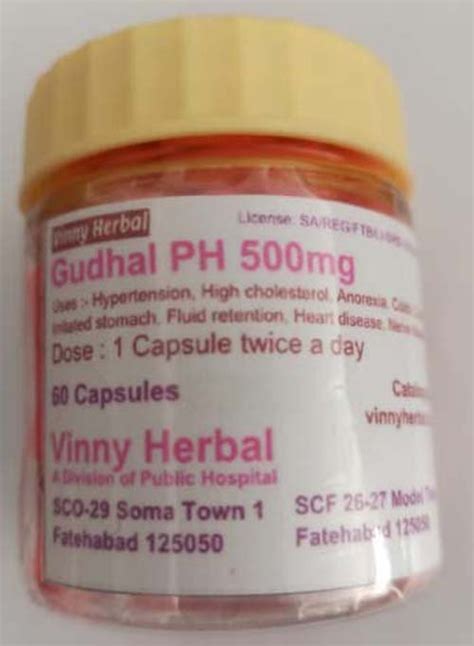 Vinny Herbal
License: SA/REG/FTB/
Gudhal PH 500mg
Uses :- Hypertension, High cholesterol, Anorexia,
Irritated stomach, Fluid retention, Heart disease,
Dose : 1 Capsule twice a day
60 Capsules
Vinny Herbal
A Division of Public Hospital
SCO-29 Soma Town 1
Fatehabad 125050
SCF 26-27 Model
Fatehabad 125050